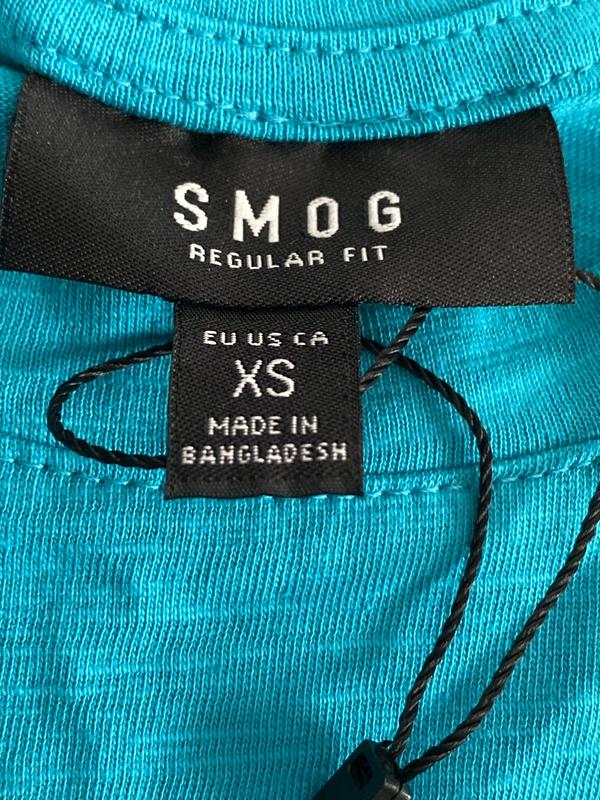 SMOG
REGULAR FIT
EU US CA
XS
MADE IN
BANGLADESH